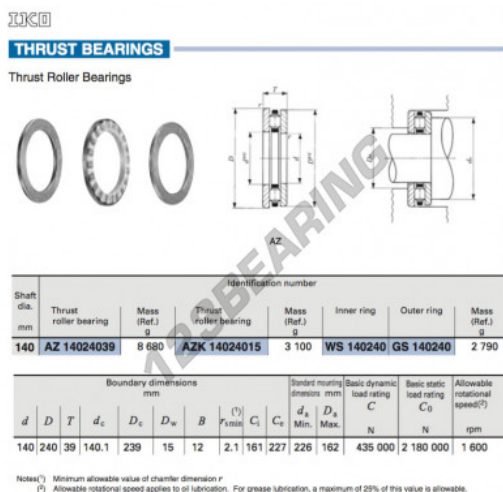 IKO
THRUST BEARINGS
Thrust Roller Bearings
T
r
r
D
d
AZ
123BEARING
Identification number
Shaft dia. mm Thrust roller bearing Mass (Ref.) g Thrust roller bearing Mass (Ref.) g Inner ring Outer ring Mass (Ref.) g
140 AZ 14024039 8 680 AZK 14024015 3 100 WS 140240 GS 140240 2 790
Boundary dimensions mm Standard mounting dimensions mm Basic dynamic load rating C N Basic static load rating C0 N Allowable rotational speed(2) rpm
d D T dc Dc Dw B rsmin(1) Ci Ce da Min. Da Max.
140 240 39 140.1 239 15 12 2.1 161 227 226 162 435 000 2 180 000 1 600
Notes(1) Minimum allowable value of chamfer dimension r
(2) Allowable rotational speed applies to oil lubrication. For grease lubrication, a maximum of 25% of this value is allowable.